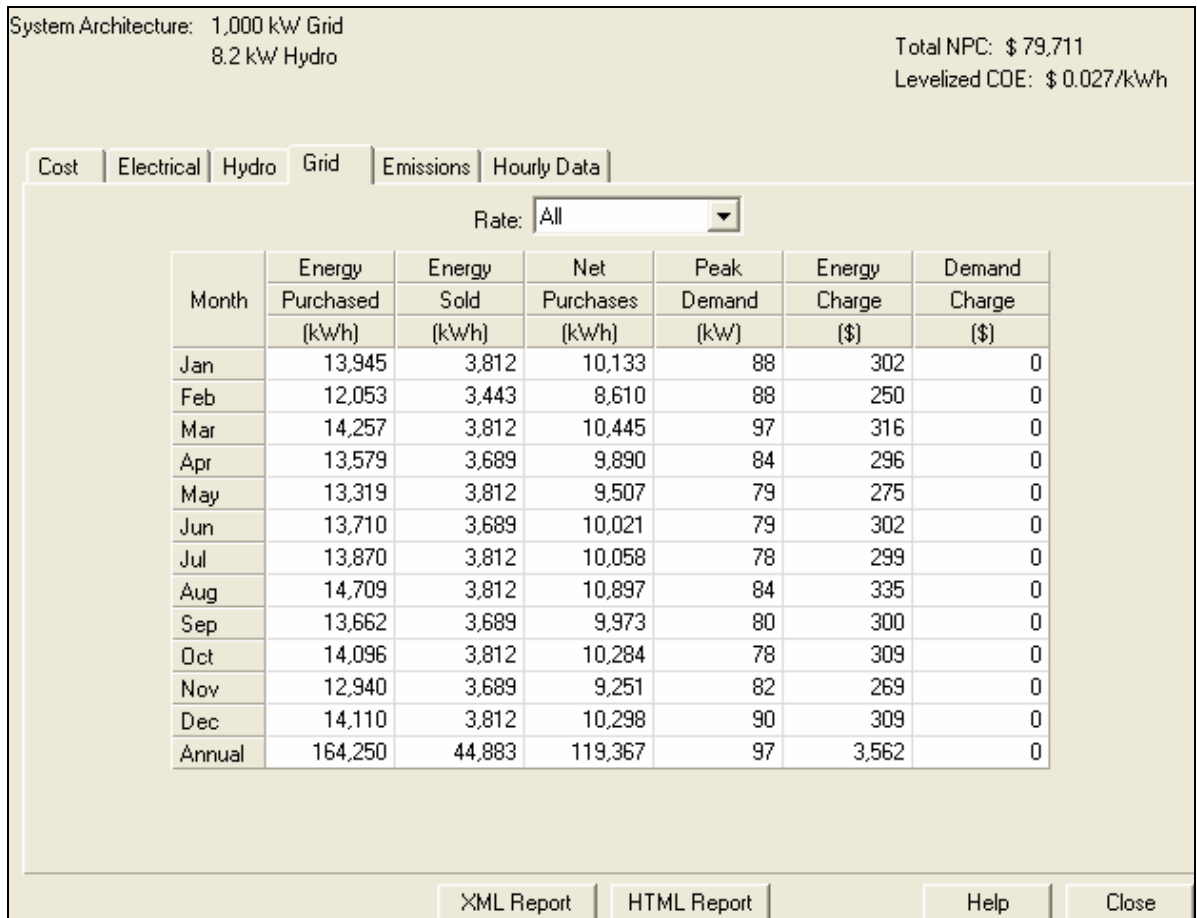 System Architecture: 1,000 kW Grid
8.2 kW Hydro
Total NPC: $ 79,711
Levelized COE: $ 0.027/kWh
Cost Electrical Hydro Grid Emissions Hourly Data
Rate: All
Month Energy Purchased (kWh) Energy Sold (kWh) Net Purchases (kWh) Peak Demand (kW) Energy Charge ($) Demand Charge ($)
Jan 13,945 3,812 10,133 88 302 0
Feb 12,053 3,443 8,610 88 250 0
Mar 14,257 3,812 10,445 97 316 0
Apr 13,579 3,689 9,890 84 296 0
May 13,319 3,812 9,507 79 275 0
Jun 13,710 3,689 10,021 79 302 0
Jul 13,870 3,812 10,058 78 299 0
Aug 14,709 3,812 10,897 84 335 0
Sep 13,662 3,689 9,973 80 300 0
Oct 14,096 3,812 10,284 78 309 0
Nov 12,940 3,689 9,251 82 269 0
Dec 14,110 3,812 10,298 90 309 0
Annual 164,250 44,883 119,367 97 3,562 0
XML Report HTML Report Help Close